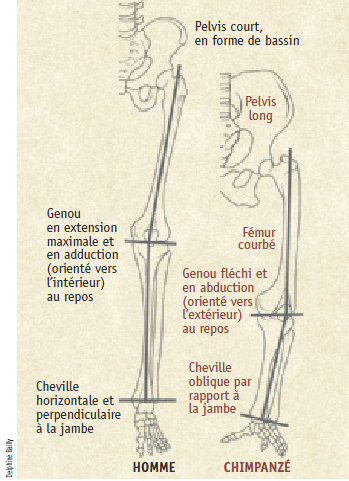 Pelvis court,
en forme de bassin
Pelvis
long
Genou
en extension
maximale et
en adduction
(orienté vers
l'intérieur)
au repos
Fémur
courbé
Genou fléchi et
en abduction
(orienté vers
l'extérieur)
au repos
Cheville
horizontale et
perpendiculaire
à la jambe
Cheville
oblique par
rapport à
la jambe
HOMME
CHIMPANZÉ
Delphine Bailly